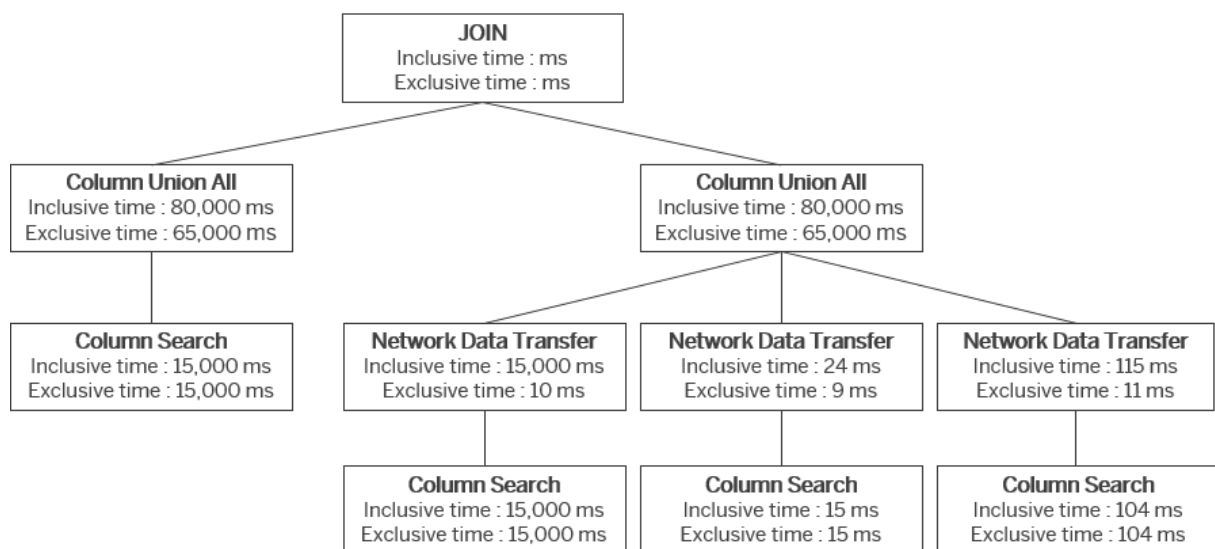 JOIN
Inclusive time : ms
Exclusive time : ms
Column Union All
Inclusive time : 80,000 ms
Exclusive time : 65,000 ms
Column Union All
Inclusive time : 80,000 ms
Exclusive time : 65,000 ms
Column Search
Inclusive time : 15,000 ms
Exclusive time : 15,000 ms
Network Data Transfer
Inclusive time : 15,000 ms
Exclusive time : 10 ms
Network Data Transfer
Inclusive time : 24 ms
Exclusive time : 9 ms
Network Data Transfer
Inclusive time : 115 ms
Exclusive time : 11 ms
Column Search
Inclusive time : 15,000 ms
Exclusive time : 15,000 ms
Column Search
Inclusive time : 15 ms
Exclusive time : 15 ms
Column Search
Inclusive time : 104 ms
Exclusive time : 104 ms